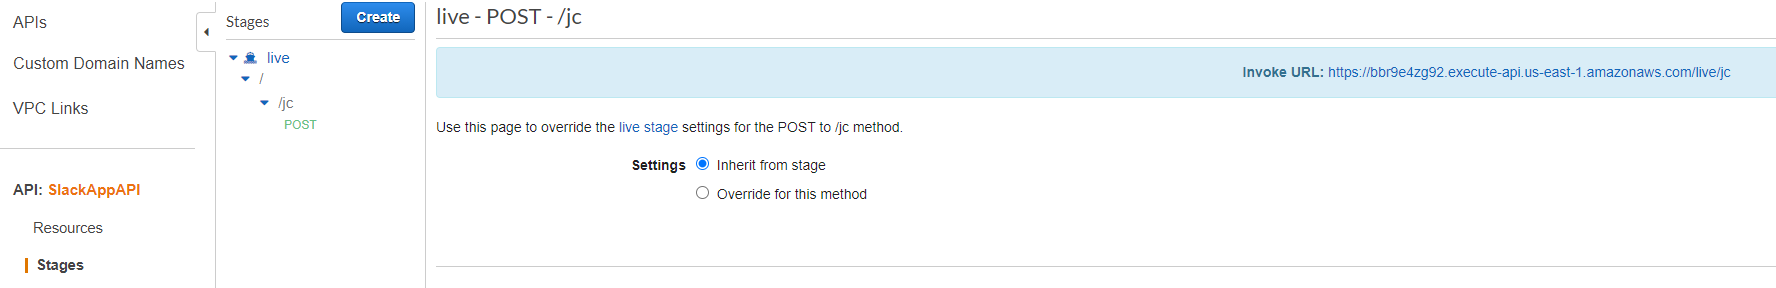 APIs
Custom Domain Names
VPC Links
API: SlackAppAPI
Resources
Stages
Stages
Create
live
/
/jc
POST
live - POST - /jc
Invoke URL: https://bbr9e4zg92.execute-api.us-east-1.amazonaws.com/live/jc
Use this page to override the live stage settings for the POST to /jc method.
Settings
Inherit from stage
Override for this method